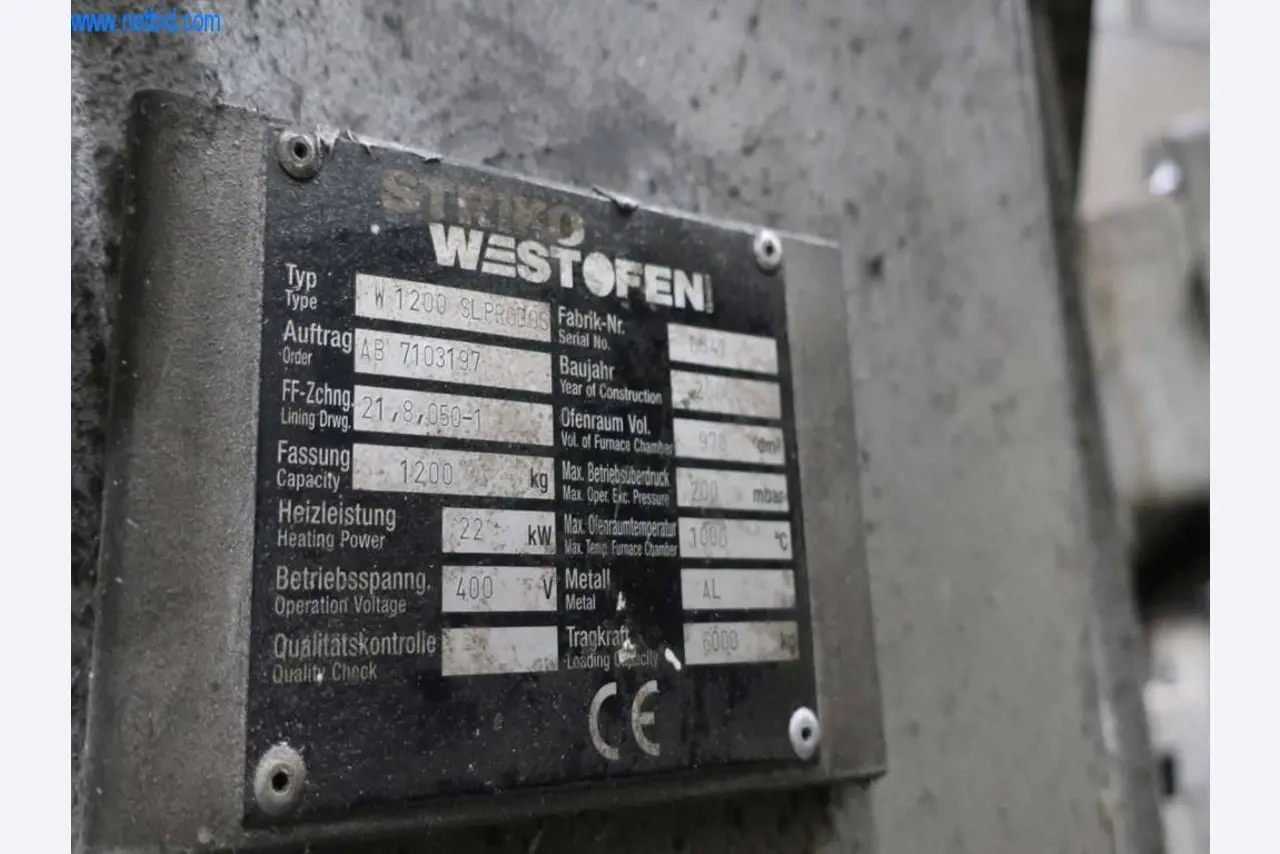 www.netbid.com
STRIKO
WESTOFEN
Typ
Type
W 1200 SLPRODOS
Auftrag
Order
AB 7103197
FF-Zchng.
Lining Drwg.
21,8,050-1
Fassung
Capacity
1200 kg
Heizleistung
Heating Power
22 kW
Betriebsspanng.
Operation Voltage
400 V
Qualitätskontrolle
Quality Check
Fabrik-Nr.
Serial No.
Baujahr
Year of Construction
Ofenraum Vol.
Vol. of Furnace Chamber
970 dm³
Max. Betriebsüberdruck
Max. Oper. Exc. Pressure
200 mbar
Max. Ofenraumtemperatur
Max. Temp. Furnace Chamber
1000 °C
Metall
Metal
AL
Tragkraft
Loading Capacity
6000 kg
CE